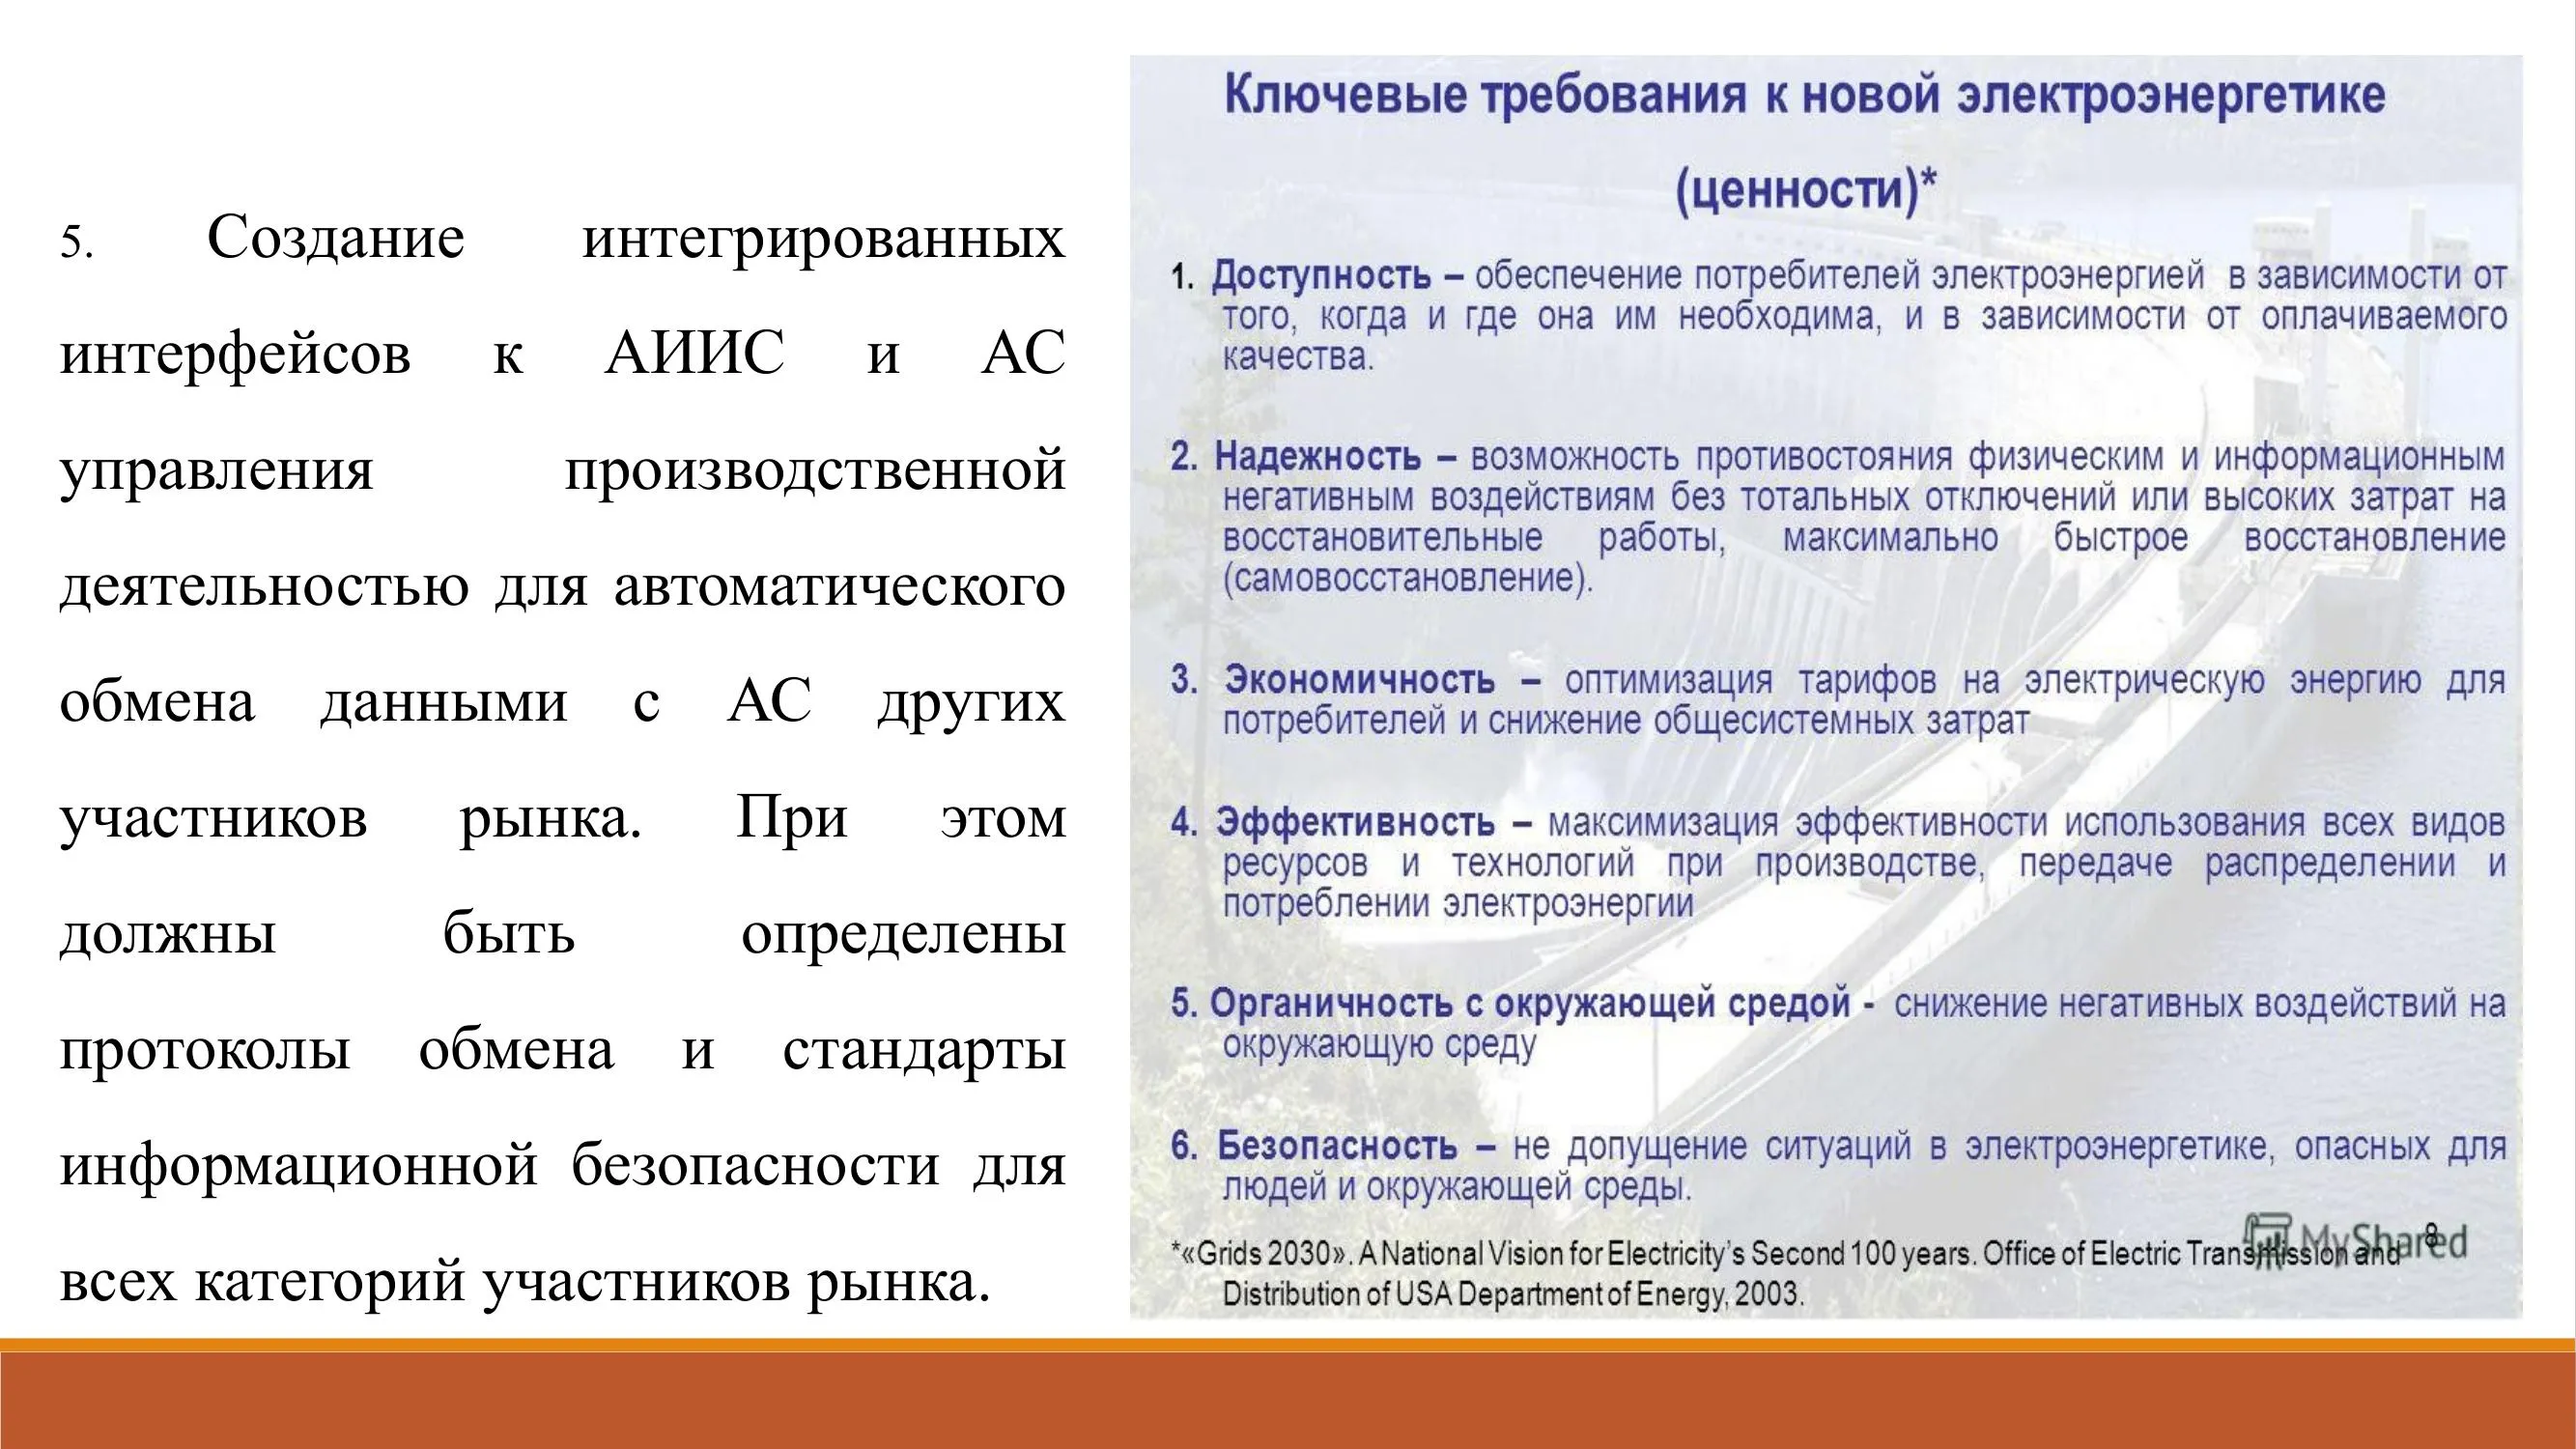 5. Создание интегрированных
интерфейсов к АИИС и АС
управления производственной
деятельностью для автоматического
обмена данными с АС других
участников рынка. При этом
должны быть определены
протоколы обмена и стандарты
информационной безопасности для
всех категорий участников рынка.
Ключевые требования к новой электроэнергетике
(ценности)*
1. Доступность – обеспечение потребителей электроэнергией в зависимости от
того, когда и где она им необходима, и в зависимости от оплачиваемого
качества.
2. Надежность – возможность противостояния физическим и информационным
негативным воздействиям без тотальных отключений или высоких затрат на
восстановительные работы, максимально быстрое восстановление
(самовосстановление).
3. Экономичность – оптимизация тарифов на электрическую энергию для
потребителей и снижение общесистемных затрат
4. Эффективность – максимизация эффективности использования всех видов
ресурсов и технологий при производстве, передаче распределении и
потреблении электроэнергии
5. Органичность с окружающей средой - снижение негативных воздействий на
окружающую среду
6. Безопасность – не допущение ситуаций в электроэнергетике, опасных для
людей и окружающей среды.
*«Grids 2030». A National Vision for Electricity’s Second 100 years. Office of Electric Transmission and
Distribution of USA Department of Energy, 2003.
MyShared
8